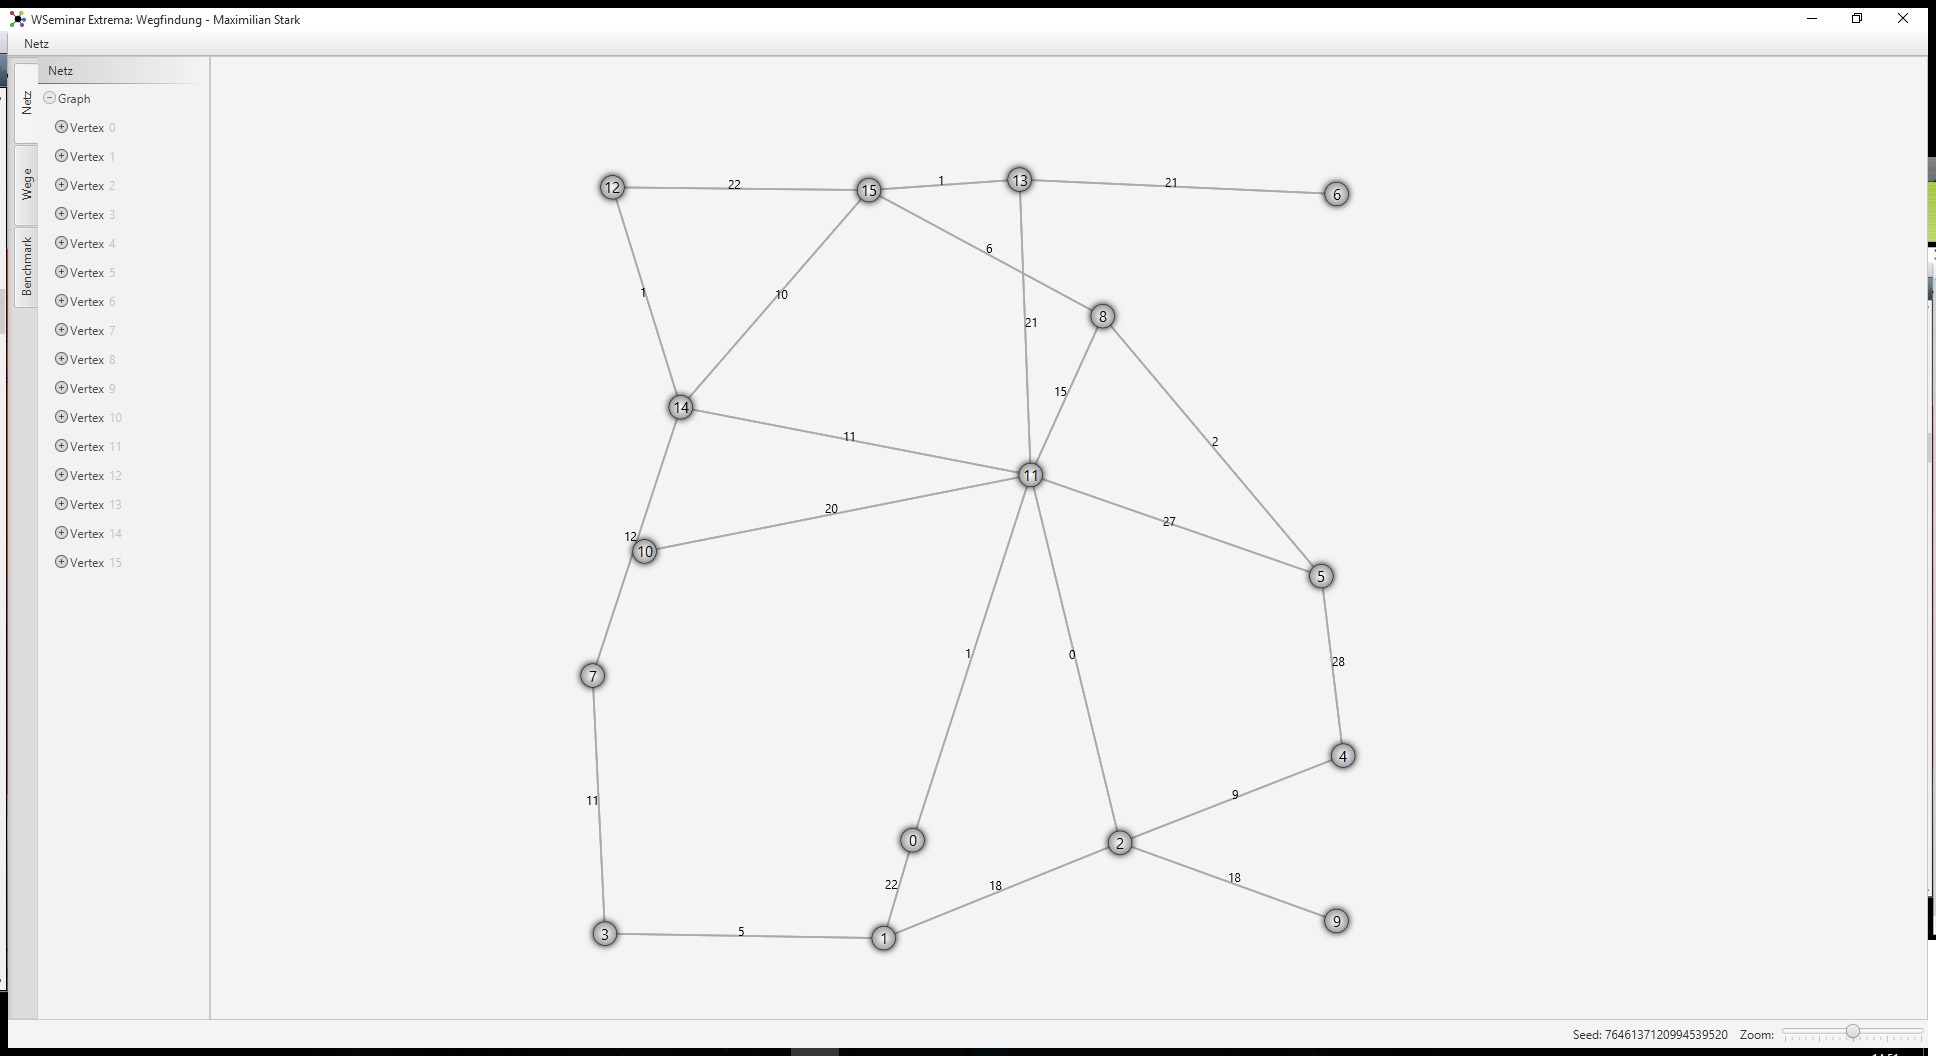 WSeminar Extrema: Wegfindung - Maximilian Stark
Netz
Netz
Wege
Benchmark
Netz
Graph
Vertex 0
Vertex 1
Vertex 2
Vertex 3
Vertex 4
Vertex 5
Vertex 6
Vertex 7
Vertex 8
Vertex 9
Vertex 10
Vertex 11
Vertex 12
Vertex 13
Vertex 14
Vertex 15
12
22
15
1
13
21
6
6
1
10
8
21
15
14
11
2
11
20
27
12
10
5
1
0
28
7
4
11
9
0
2
22
18
18
9
3
5
1
Seed: 7646137120994539520 Zoom: